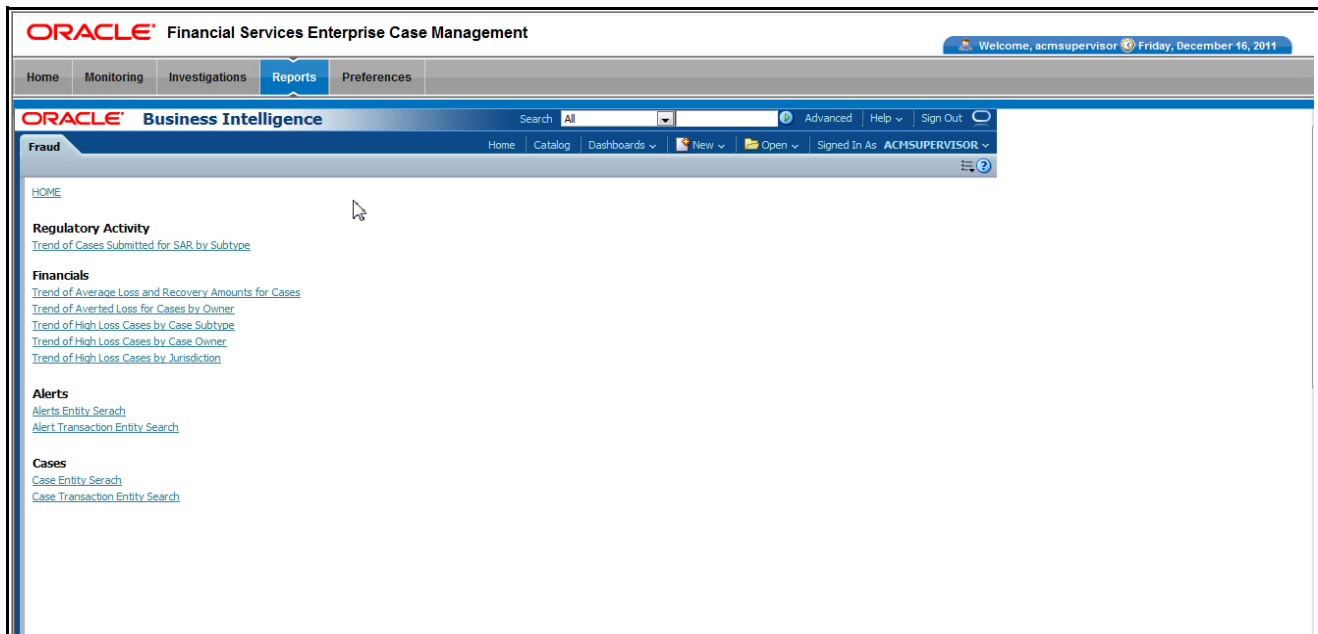 ORACLE Financial Services Enterprise Case Management
Welcome, acmsupervisor Friday, December 16, 2011
Home Monitoring Investigations Reports Preferences
ORACLE Business Intelligence Search All Advanced Help Sign Out
Fraud Home Catalog Dashboards New Open Signed In As ACMSUPERVISOR
HOME
Regulatory Activity
Trend of Cases Submitted for SAR by Subtype
Financials
Trend of Average Loss and Recovery Amounts for Cases
Trend of Averted Loss for Cases by Owner
Trend of High Loss Cases by Case Subtype
Trend of High Loss Cases by Case Owner
Trend of High Loss Cases by Jurisdiction
Alerts
Alerts Entity Serach
Alert Transaction Entity Search
Cases
Case Entity Serach
Case Transaction Entity Search